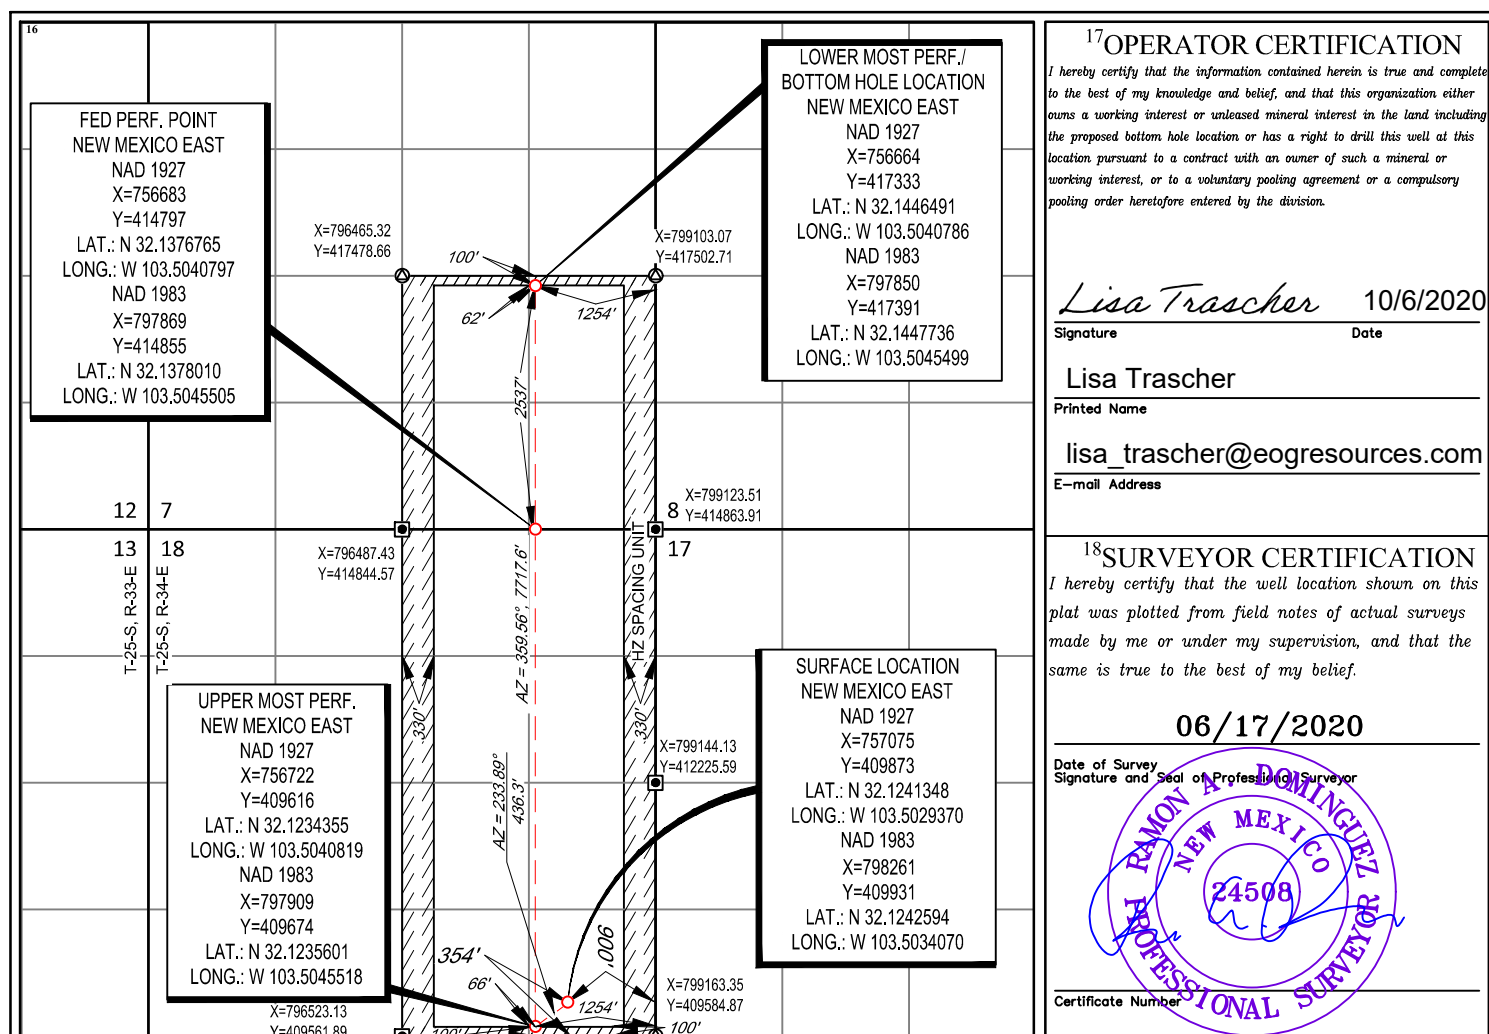 16
FED PERF. POINT
NEW MEXICO EAST
NAD 1927
X=756683
Y=414797
LAT.: N 32.1376765
LONG.: W 103.5040797
NAD 1983
X=797869
Y=414855
LAT.: N 32.1378010
LONG.: W 103.5045505
LOWER MOST PERF./
BOTTOM HOLE LOCATION
NEW MEXICO EAST
NAD 1927
X=756664
Y=417333
LAT.: N 32.1446491
LONG.: W 103.5040786
NAD 1983
X=797850
Y=417391
LAT.: N 32.1447736
LONG.: W 103.5045499
X=796465.32
Y=417478.66
X=799103.07
Y=417502.71
100'
62'
1254'
2537'
12
7
8
X=799123.51
Y=414863.91
13
18
17
X=796487.43
Y=414844.57
T-25-S, R-33-E
T-25-S, R-34-E
AZ = 359.56°, 7717.6'
HZ SPACING UNIT
330'
330'
UPPER MOST PERF.
NEW MEXICO EAST
NAD 1927
X=756722
Y=409616
LAT.: N 32.1234355
LONG.: W 103.5040819
NAD 1983
X=797909
Y=409674
LAT.: N 32.1235601
LONG.: W 103.5045518
SURFACE LOCATION
NEW MEXICO EAST
NAD 1927
X=757075
Y=409873
LAT.: N 32.1241348
LONG.: W 103.5029370
NAD 1983
X=798261
Y=409931
LAT.: N 32.1242594
LONG.: W 103.5034070
X=799144.13
Y=412225.59
AZ = 233.89°
436.3'
354'
900'
66'
1254'
X=799163.35
Y=409584.87
X=796523.13
Y=409561.89
100'
100'
17OPERATOR CERTIFICATION
I hereby certify that the information contained herein is true and complete
to the best of my knowledge and belief, and that this organization either
owns a working interest or unleased mineral interest in the land including
the proposed bottom hole location or has a right to drill this well at this
location pursuant to a contract with an owner of such a mineral or
working interest, or to a voluntary pooling agreement or a compulsory
pooling order heretofore entered by the division.
Lisa Trascher 10/6/2020
Signature Date
Lisa Trascher
Printed Name
lisa_trascher@eogresources.com
E-mail Address
18SURVEYOR CERTIFICATION
I hereby certify that the well location shown on this
plat was plotted from field notes of actual surveys
made by me or under my supervision, and that the
same is true to the best of my belief.
06/17/2020
Date of Survey
Signature and Seal of Professional Surveyor
RAMON A. DOMINGUEZ
NEW MEXICO
24508
PROFESSIONAL SURVEYOR
Certificate Number